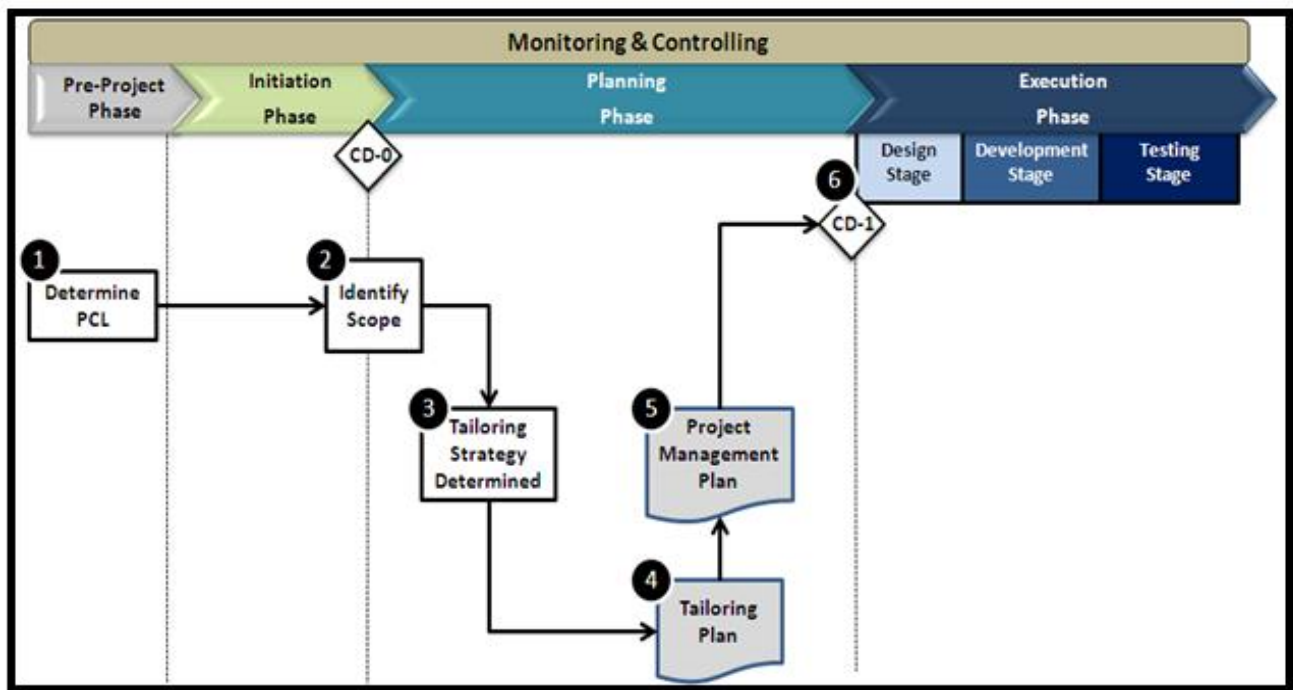 Monitoring & Controlling
Pre-Project
Phase
Initiation
Phase
Planning
Phase
Execution
Phase
CD-0
Design
Stage
Development
Stage
Testing
Stage
6
CD-1
1
Determine
PCL
2
Identify
Scope
3
Tailoring
Strategy
Determined
5
Project
Management
Plan
4
Tailoring
Plan